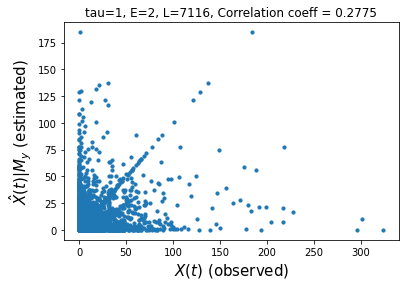 tau=1, E=2, L=7116, Correlation coeff = 0.2775
175
150
125
100
75
50
25
0
X̂(t)|M_y (estimated)
0 50 100 150 200 250 300
X(t) (observed)